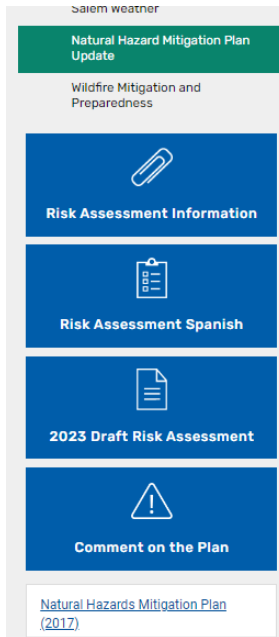 Salem Weather
Natural Hazard Mitigation Plan
Update
Wildfire Mitigation and
Preparedness
Risk Assessment Information
Risk Assessment Spanish
2023 Draft Risk Assessment
Comment on the Plan
Natural Hazards Mitigation Plan
(2017)